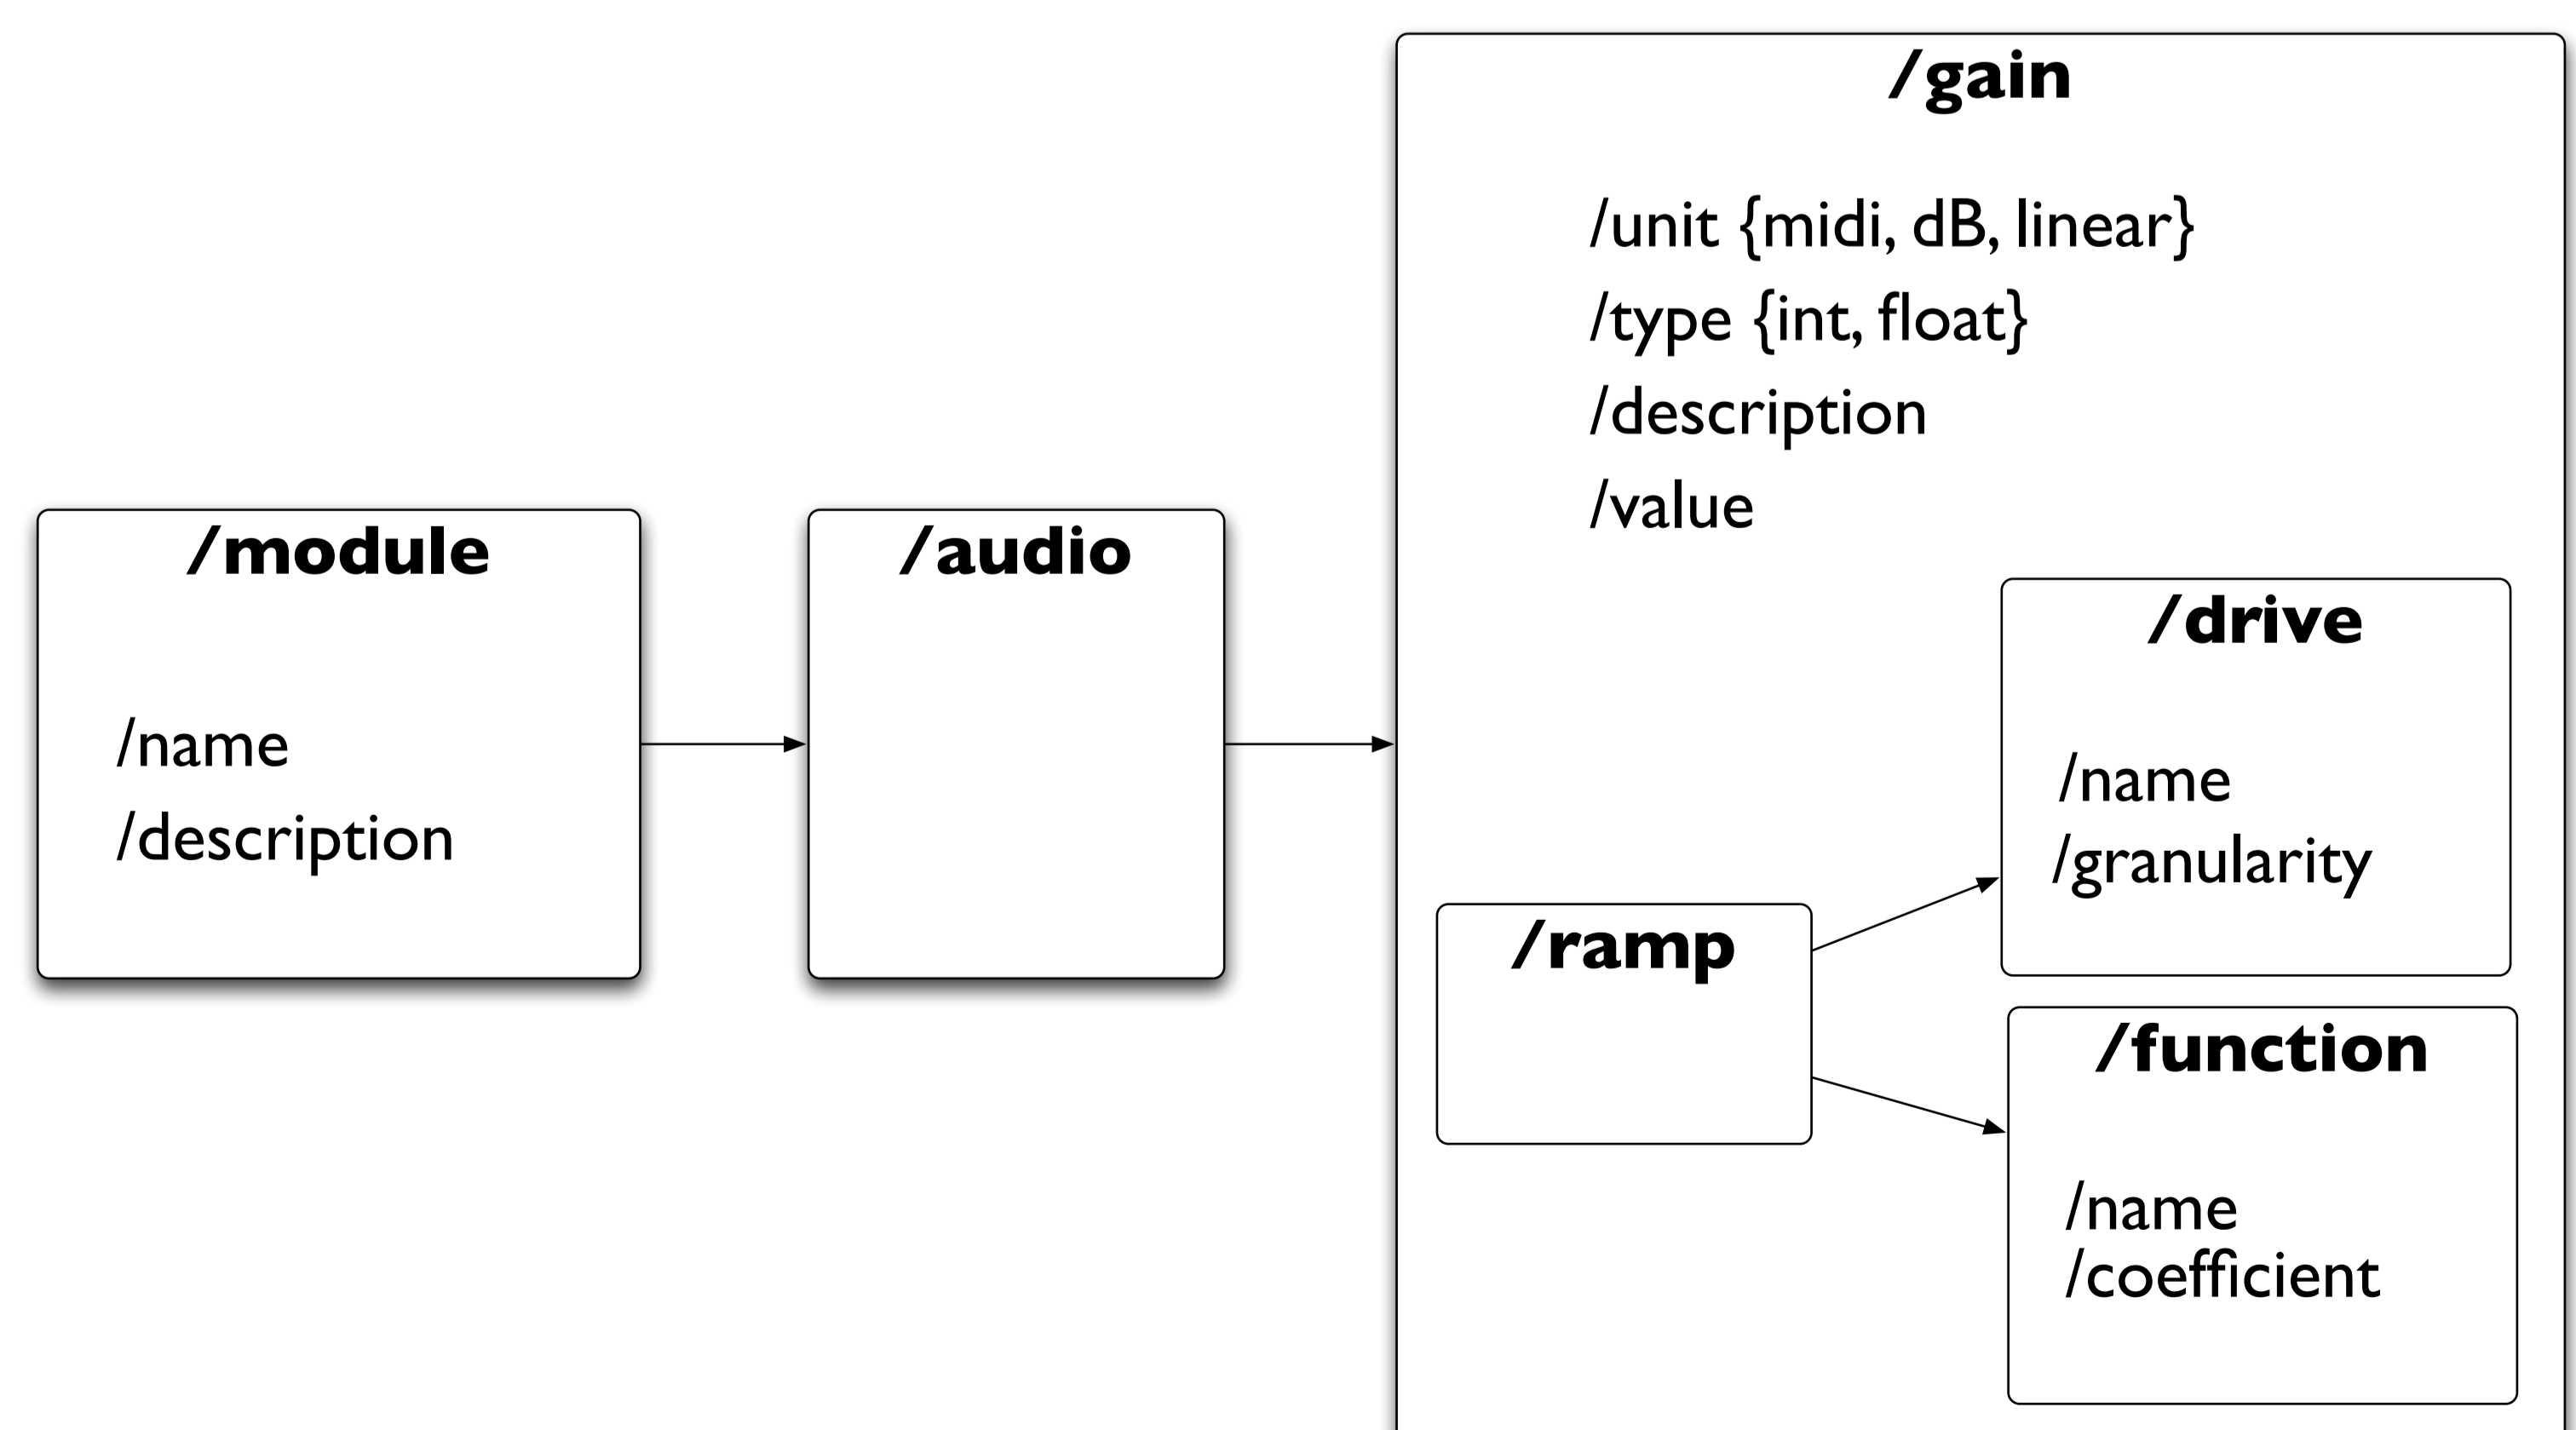 /module
/name
/description
/audio
/gain
/unit {midi, dB, linear}
/type {int, float}
/description
/value
/ramp
/drive
/name
/granularity
/function
/name
/coefficient